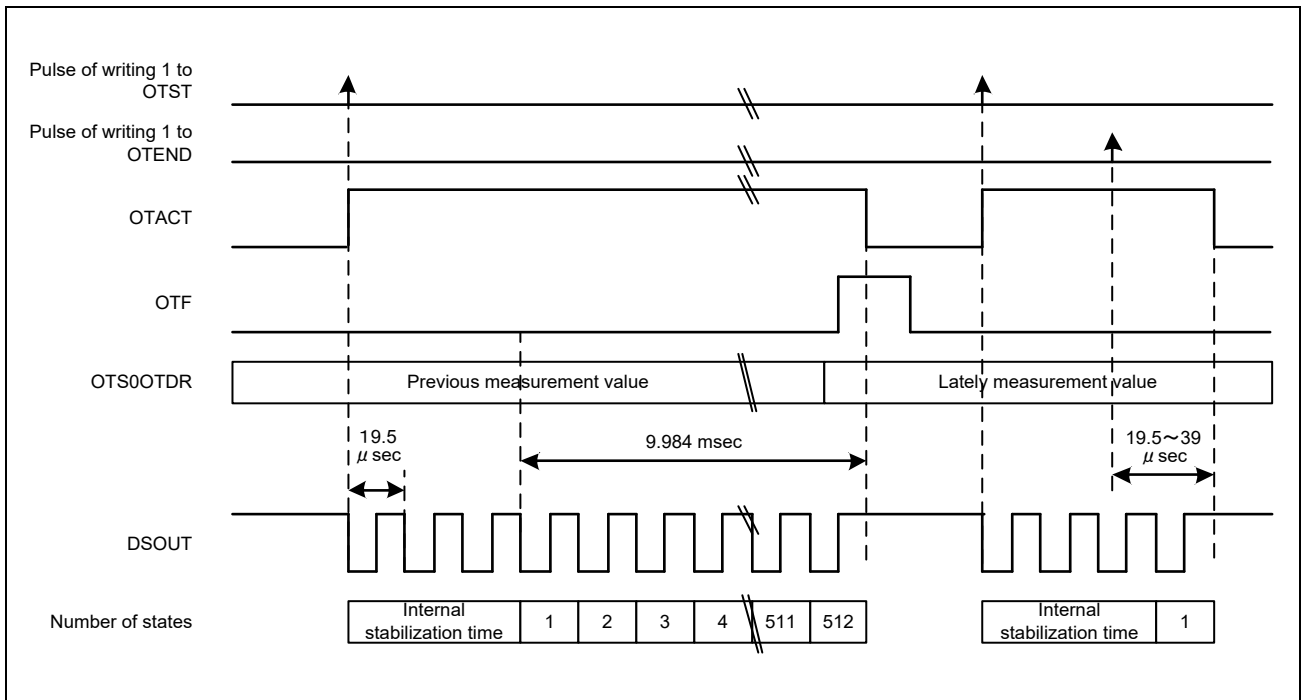 Pulse of writing 1 to
OTST
Pulse of writing 1 to
OTEND
OTACT
OTF
OTS0OTDR
Previous measurement value
Lately measurement value
19.5
μ sec
9.984 msec
19.5～39
μ sec
DSOUT
Number of states
Internal
stabilization time
1
2
3
4
511
512
Internal
stabilization time
1